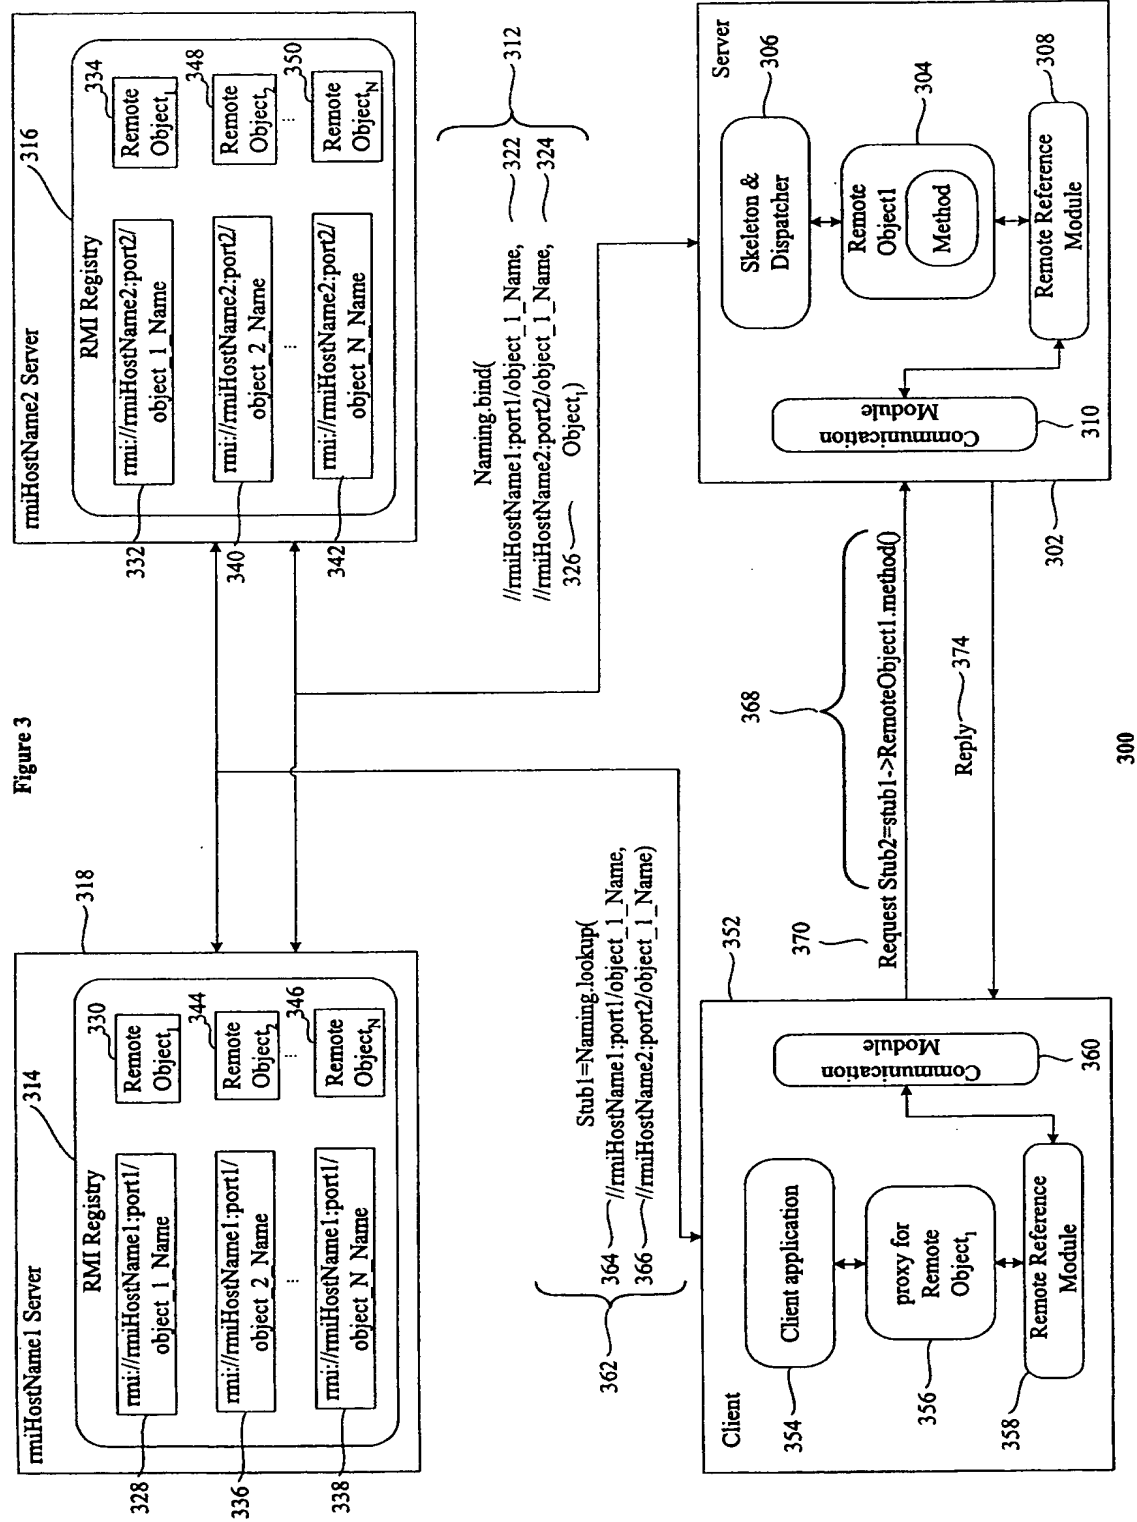 Figure 3
rmiHostName1 Server
314
318
RMI Registry
rmi://rmiHostName1:port1/
object_1_Name
328
330
Remote
Object1
rmi://rmiHostName1:port1/
object_2_Name
336
344
Remote
Object2
...
...
rmi://rmiHostName1:port1/
object_N_Name
338
346
Remote
ObjectN
rmiHostName2 Server
316
RMI Registry
rmi://rmiHostName2:port2/
object_1_Name
332
334
Remote
Object1
rmi://rmiHostName2:port2/
object_2_Name
340
348
Remote
Object2
...
...
rmi://rmiHostName2:port2/
object_N_Name
342
350
Remote
ObjectN
Naming.bind(
//rmiHostName1:port1/object_1_Name,
322
//rmiHostName2:port2/object_1_Name,
324
326
Object1)
312
362
Stub1=Naming.lookup(
364
//rmiHostName1:port1/object_1_Name,
366
//rmiHostName2:port2/object_1_Name)
Client
352
354
Client application
356
proxy for
Remote
Object1
358
Remote Reference
Module
Communication
Module
360
368
370
Request Stub2=stub1->RemoteObject1.method()
Reply
374
Server
302
Skeleton &
Dispatcher
306
Remote
Object1
Method
304
Remote Reference
Module
308
Communication
Module
310
300